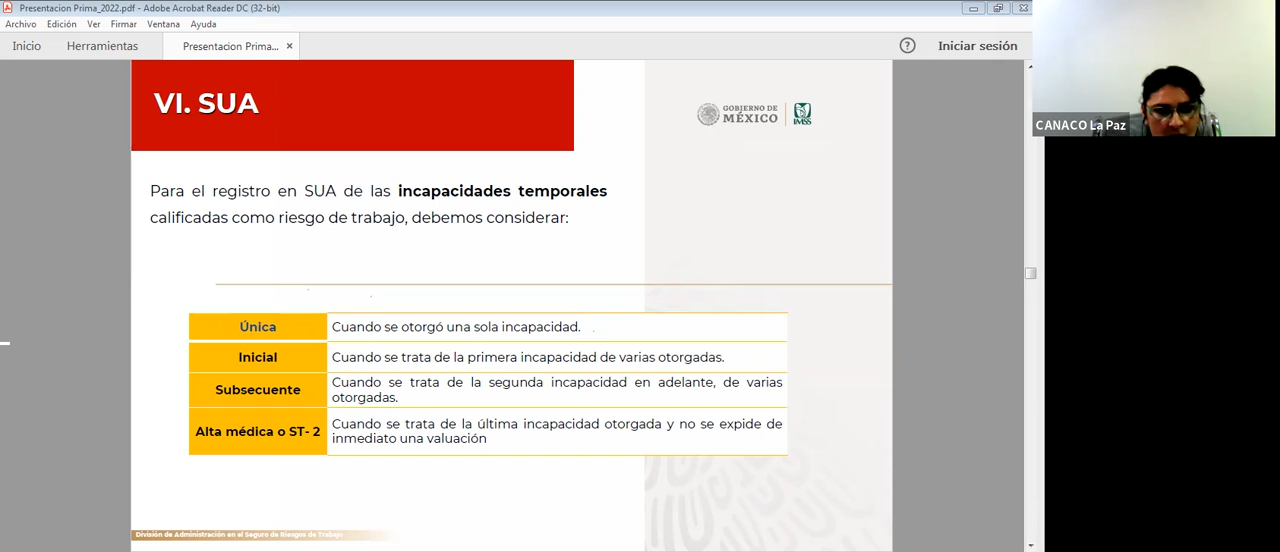 Presentacion Prima_2022.pdf - Adobe Acrobat Reader DC (32-bit)
Archivo Edición Ver Firmar Ventana Ayuda
Inicio Herramientas Presentacion Prima... × ? Iniciar sesión
VI. SUA
GOBIERNO DE
MÉXICO
IMSS
CANACO La Paz
Para el registro en SUA de las incapacidades temporales
calificadas como riesgo de trabajo, debemos considerar:
Única Cuando se otorgó una sola incapacidad.
Inicial Cuando se trata de la primera incapacidad de varias otorgadas.
Subsecuente Cuando se trata de la segunda incapacidad en adelante, de varias
otorgadas.
Alta médica o ST- 2 Cuando se trata de la última incapacidad otorgada y no se expide de
inmediato una valuación
División de Administración en el Seguro de Riesgos de Trabajo